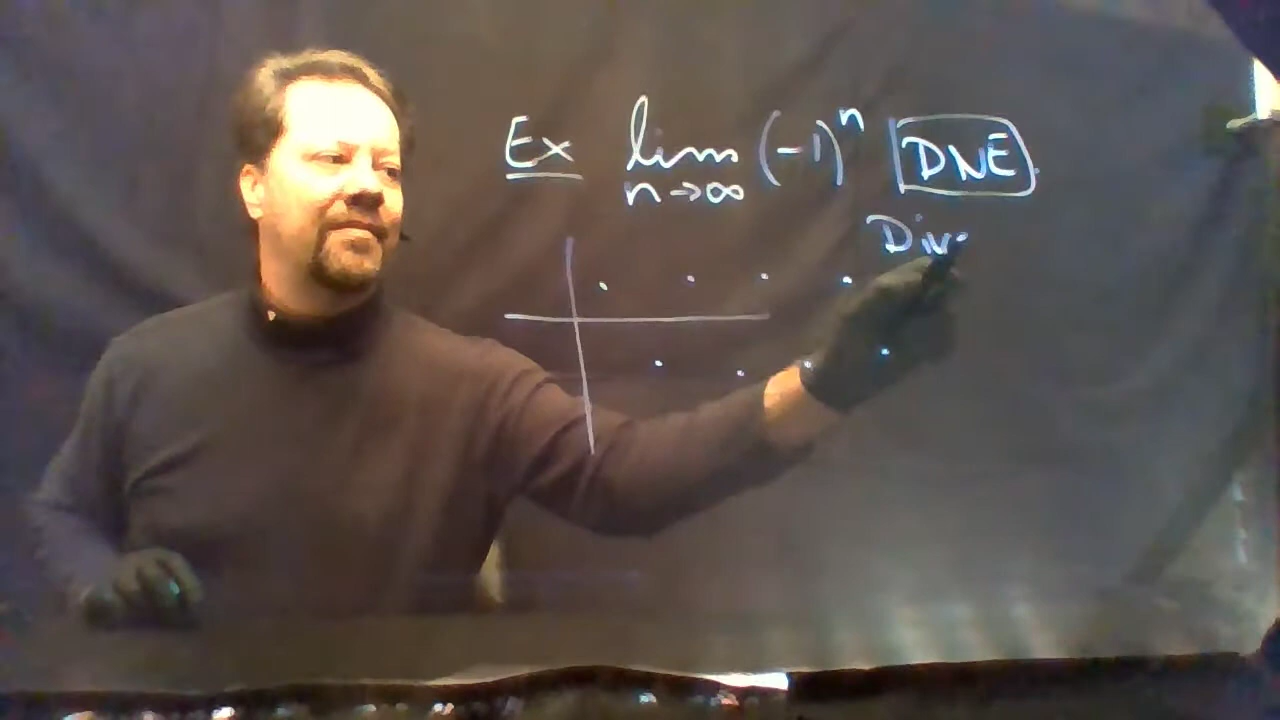 Ex lim n→∞ (-1)^n DNE.
Div